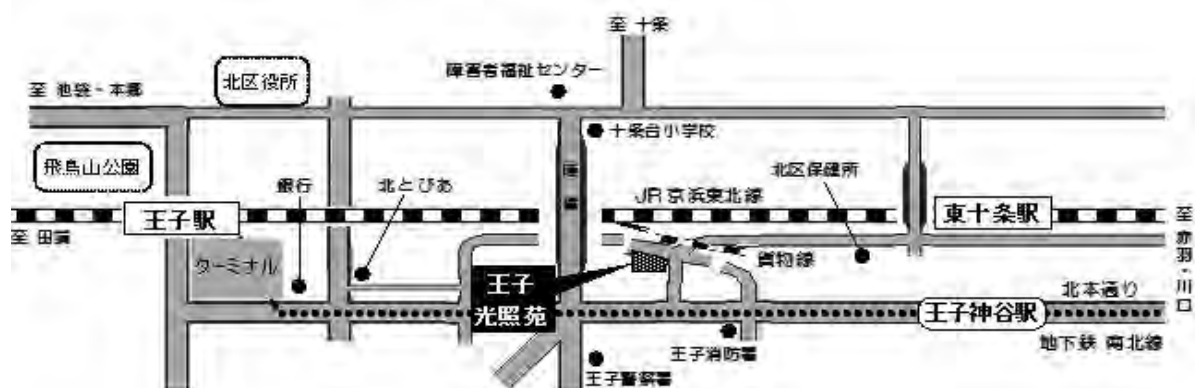 至 十条
障害者福祉センター
北区役所
至 池袋・本郷
十条台小学校
飛鳥山公園
陸橋
銀行
北とぴあ
北区保健所
JR京浜東北線
王子駅
東十条駅
至 赤羽・川口
至 田端
ターミナル
貨物線
王子
光照苑
北本通り
王子神谷駅
王子消防署
地下鉄 南北線
王子警察署